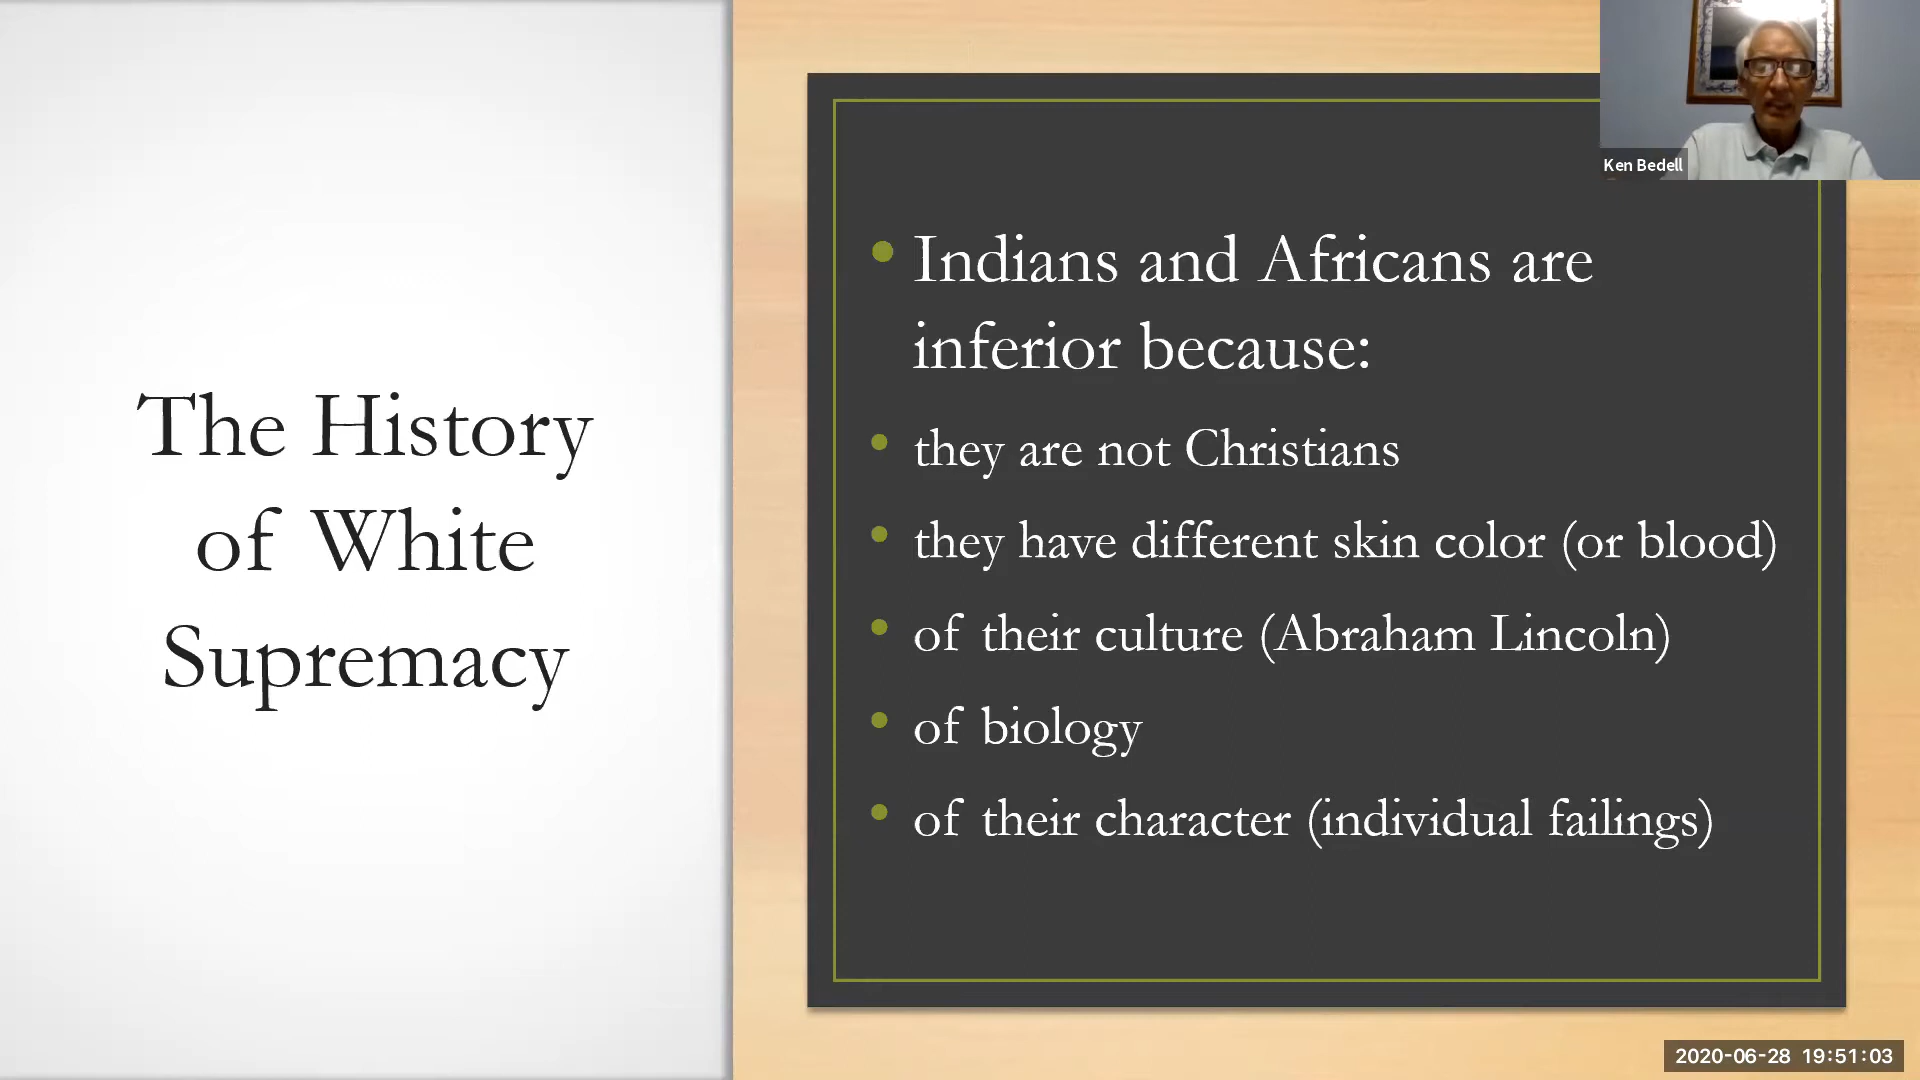 The History
of White
Supremacy
Ken Bedell
• Indians and Africans are
inferior because:
• they are not Christians
• they have different skin color (or blood)
• of their culture (Abraham Lincoln)
• of biology
• of their character (individual failings)
2020-06-28 19:51:03